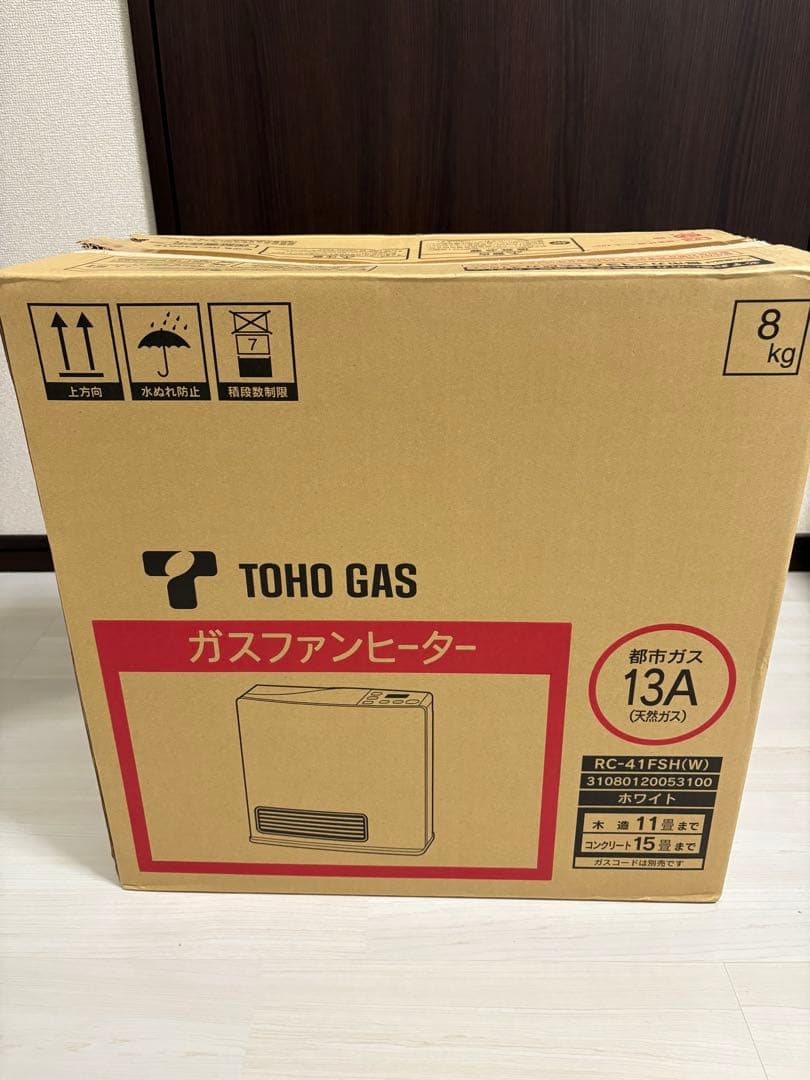 上方向
水ぬれ防止
7
積段数制限
8
kg
TOHO GAS
ガスファンヒーター
都市ガス
13A
(天然ガス)
RC-41FSH(W)
31080120053100
ホワイト
木造11畳まで
コンクリート15畳まで
ガスコードは別売です